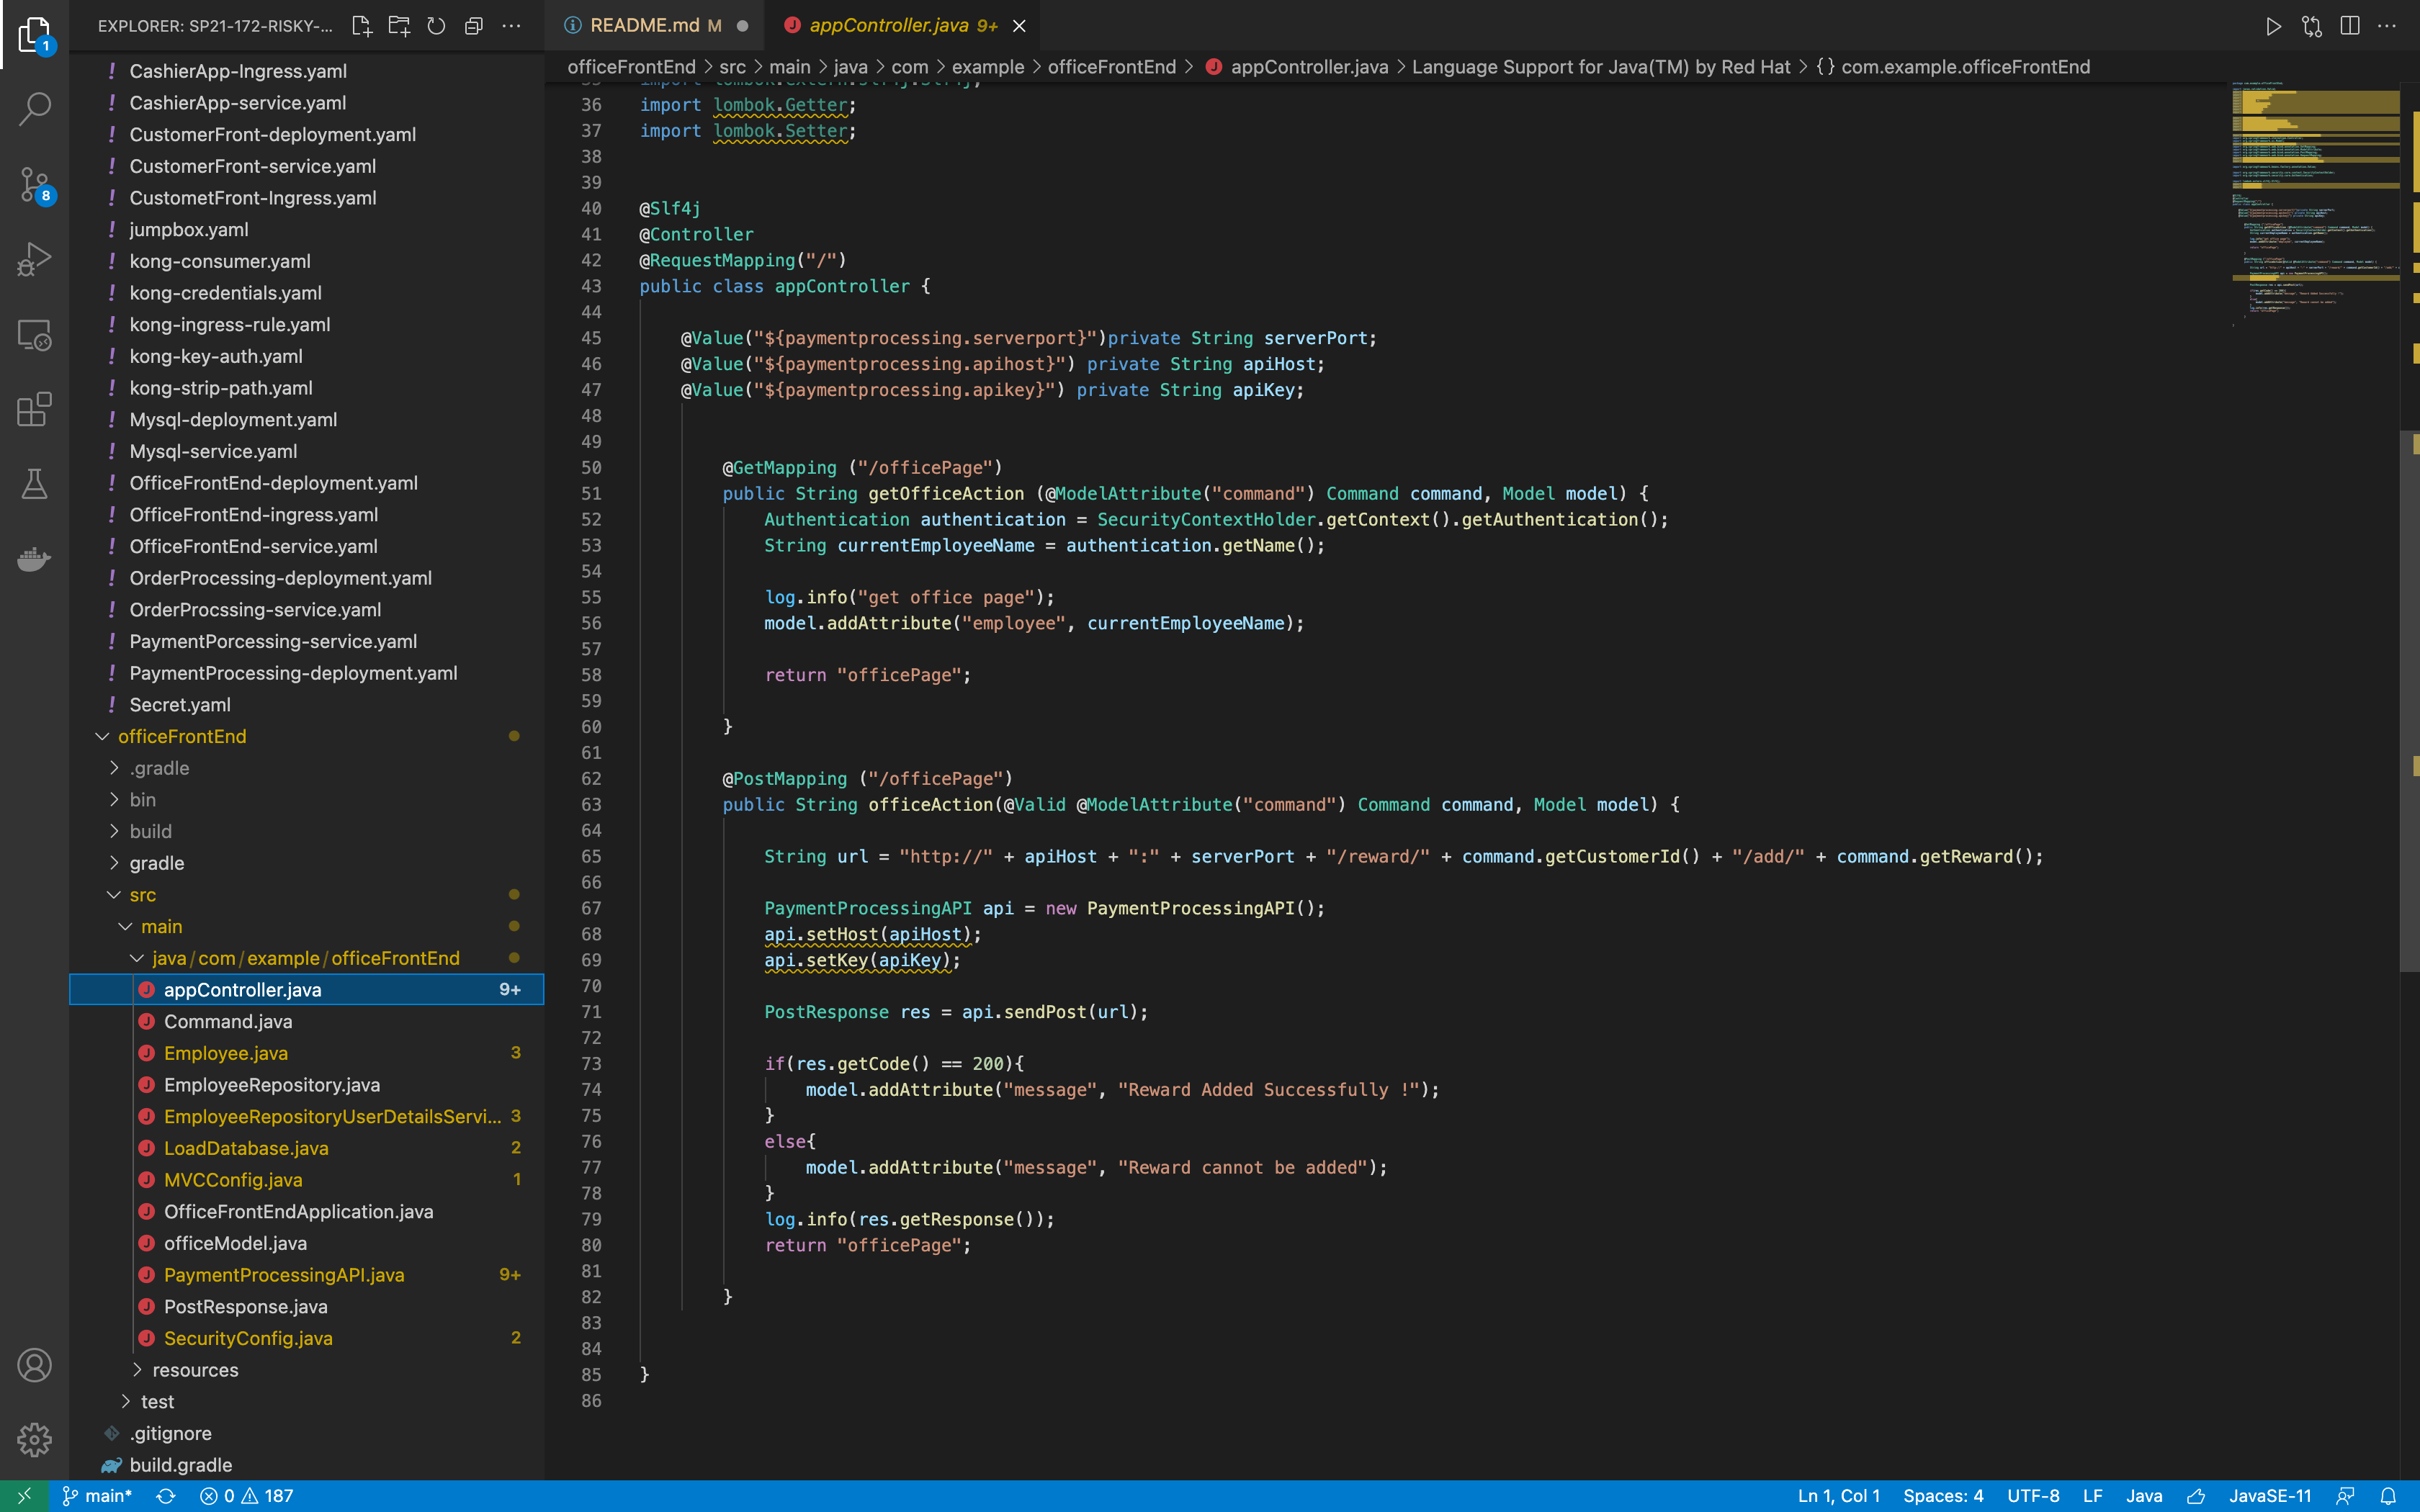 EXPLORER: SP21-172-RISKY-...
1
8
CashierApp-Ingress.yaml
CashierApp-service.yaml
CustomerFront-deployment.yaml
CustomerFront-service.yaml
CustometFront-Ingress.yaml
jumpbox.yaml
kong-consumer.yaml
kong-credentials.yaml
kong-ingress-rule.yaml
kong-key-auth.yaml
kong-strip-path.yaml
Mysql-deployment.yaml
Mysql-service.yaml
OfficeFrontEnd-deployment.yaml
OfficeFrontEnd-ingress.yaml
OfficeFrontEnd-service.yaml
OrderProcessing-deployment.yaml
OrderProcssing-service.yaml
PaymentPorcessing-service.yaml
PaymentProcessing-deployment.yaml
Secret.yaml
officeFrontEnd
.gradle
bin
build
gradle
src
main
java/com/example/officeFrontEnd
appController.java 9+
Command.java
Employee.java 3
EmployeeRepository.java
EmployeeRepositoryUserDetailsServi... 3
LoadDatabase.java 2
MVCConfig.java 1
OfficeFrontEndApplication.java
officeModel.java
PaymentProcessingAPI.java 9+
PostResponse.java
SecurityConfig.java 2
resources
test
.gitignore
build.gradle
README.md M
appController.java 9+
officeFrontEnd > src > main > java > com > example > officeFrontEnd > appController.java > Language Support for Java(TM) by Red Hat > {} com.example.officeFrontEnd
36 import lombok.Getter;
37 import lombok.Setter;
38
39
40 @Slf4j
41 @Controller
42 @RequestMapping("/")
43 public class appController {
44
45 @Value("${paymentprocessing.serverport}")private String serverPort;
46 @Value("${paymentprocessing.apihost}") private String apiHost;
47 @Value("${paymentprocessing.apikey}") private String apiKey;
48
49
50 @GetMapping ("/officePage")
51 public String getOfficeAction (@ModelAttribute("command") Command command, Model model) {
52 Authentication authentication = SecurityContextHolder.getContext().getAuthentication();
53 String currentEmployeeName = authentication.getName();
54
55 log.info("get office page");
56 model.addAttribute("employee", currentEmployeeName);
57
58 return "officePage";
59
60 }
61
62 @PostMapping ("/officePage")
63 public String officeAction(@Valid @ModelAttribute("command") Command command, Model model) {
64
65 String url = "http://" + apiHost + ":" + serverPort + "/reward/" + command.getCustomerId() + "/add/" + command.getReward();
66
67 PaymentProcessingAPI api = new PaymentProcessingAPI();
68 api.setHost(apiHost);
69 api.setKey(apiKey);
70
71 PostResponse res = api.sendPost(url);
72
73 if(res.getCode() == 200){
74 model.addAttribute("message", "Reward Added Successfully !");
75 }
76 else{
77 model.addAttribute("message", "Reward cannot be added");
78 }
79 log.info(res.getResponse());
80 return "officePage";
81
82 }
83
84
85 }
86
main* 0 187 Ln 1, Col 1 Spaces: 4 UTF-8 LF Java JavaSE-11